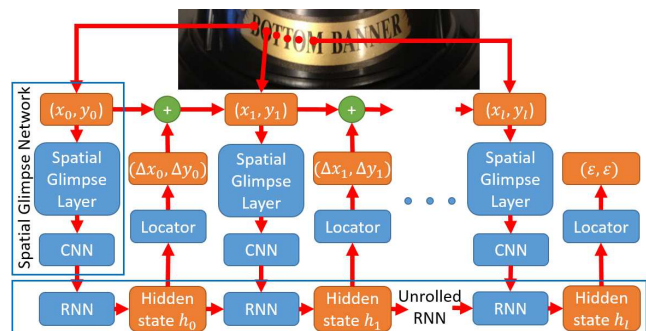 BOTTOM BANNER
(x₀, y₀)
+
(x₁, y₁)
+
(xₗ, yₗ)
Spatial Glimpse Network
Spatial Glimpse Layer
(Δx₀, Δy₀)
Spatial Glimpse Layer
(Δx₁, Δy₁)
Spatial Glimpse Layer
(ε, ε)
CNN
Locator
CNN
Locator
CNN
Locator
RNN
Hidden state h₀
RNN
Hidden state h₁
Unrolled RNN
RNN
Hidden state hₗ